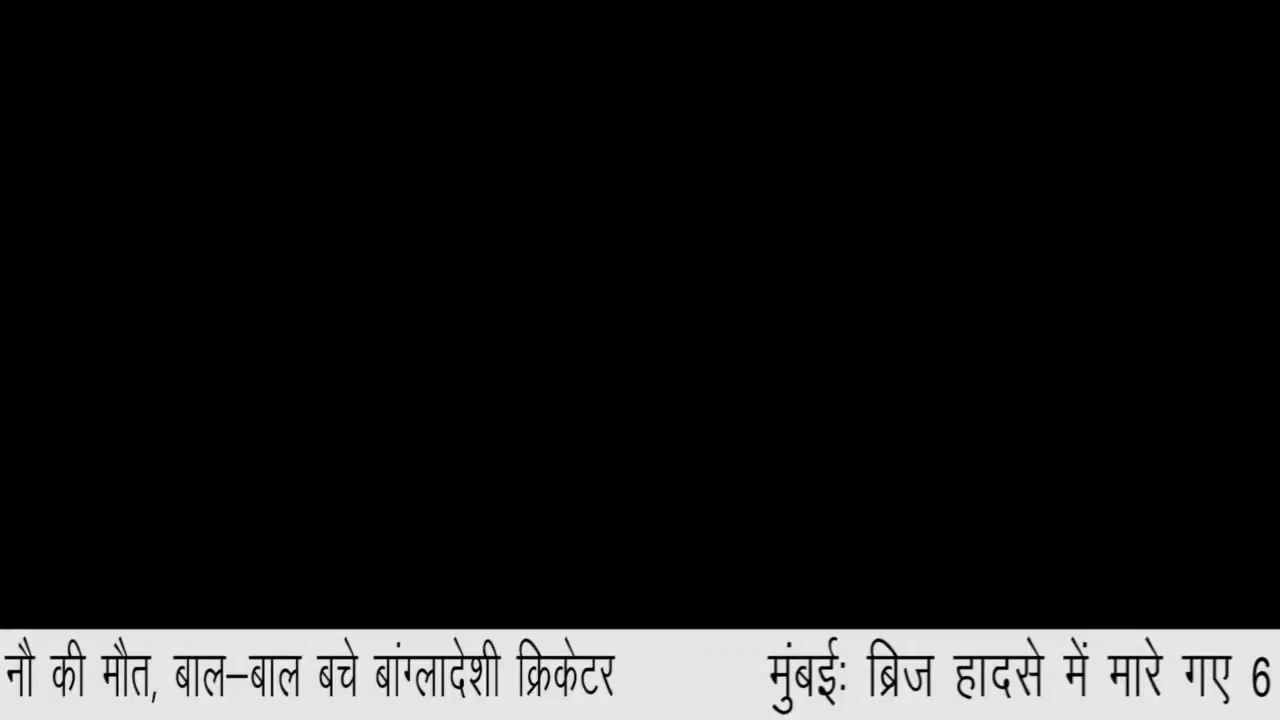 नौ की मौत, बाल-बाल बचे बांग्लादेशी क्रिकेटर मुंबई: ब्रिज हादसे में मारे गए 6